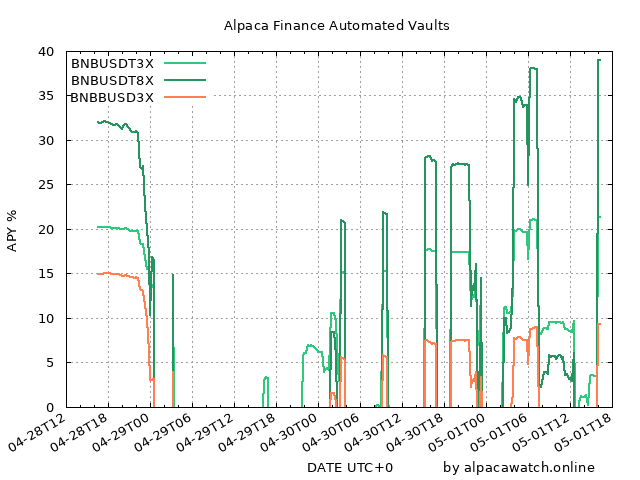 Alpaca Finance Automated Vaults
BNBUSDT3X
BNBUSDT8X
BNBBUSD3X
APY %
40
35
30
25
20
15
10
5
0
04-28T12
04-28T18
04-29T00
04-29T06
04-29T12
04-29T18
04-30T00
04-30T06
04-30T12
04-30T18
05-01T00
05-01T06
05-01T12
05-01T18
DATE UTC+0
by alpacawatch.online